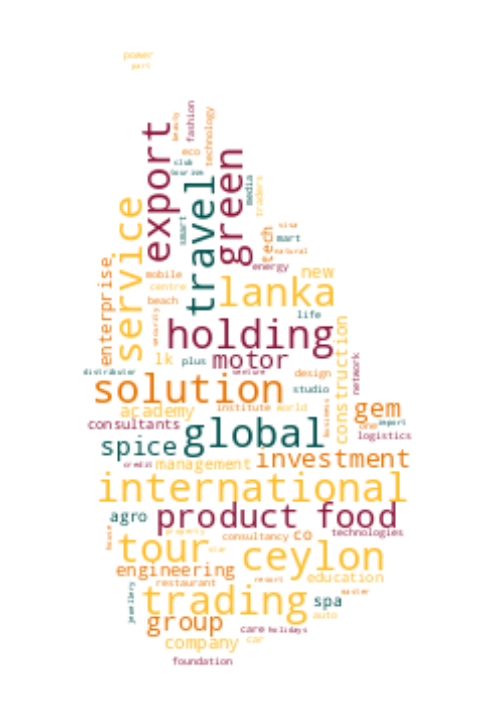 power
part
export
fashion
beauty
technology
eco
club
tourism
green
travel
service
smart
media
traders
tech
site
mart
natural
energy
new
enterprise
mobile
centre
beach
lanka
life
security
holding
construction
network
lk
plus
motor
venture
distributor
design
solution
studio
academy
institute
world
business
gem
one
import
consultants
global
logistics
spice
credit
management
investment
international
agro
product food
technologies
house
property
consultancy
co
tour
star
ceylon
engineering
restaurant
resort
education
jewellery
trading
master
spa
group
auto
care
holidays
company
car
foundation